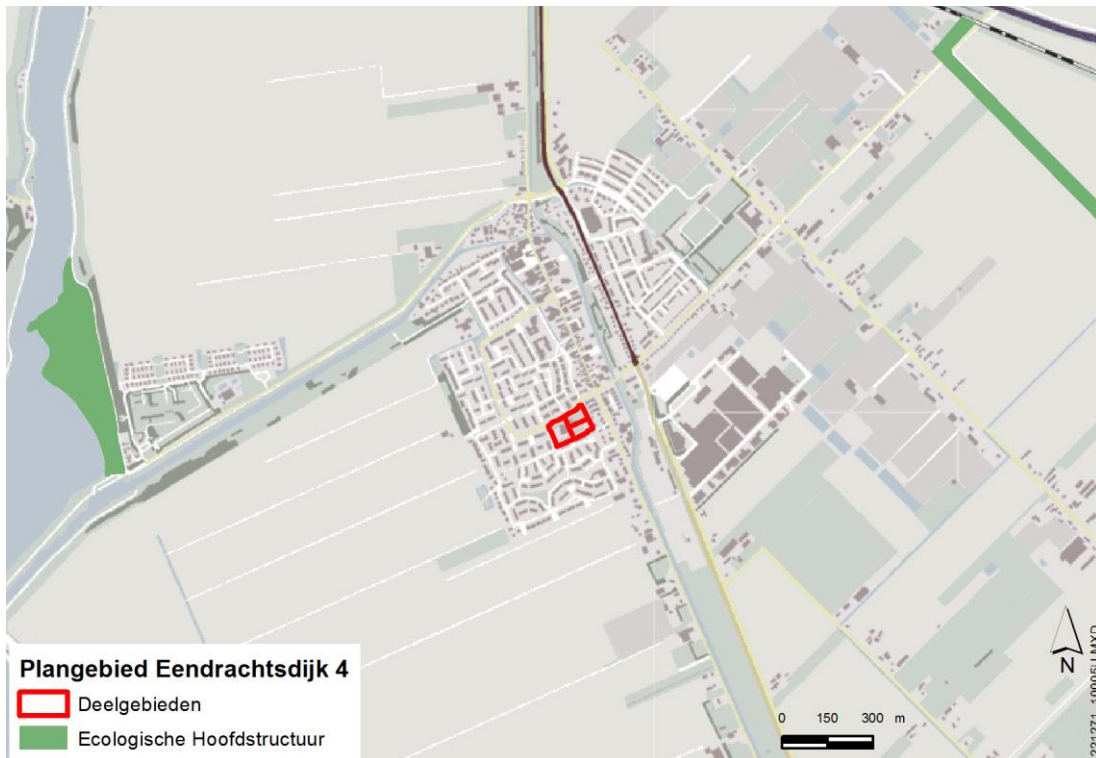 Plangebied Eendrachtsdijk 4
Deelgebieden
Ecologische Hoofdstructuur
0 150 300 m
N